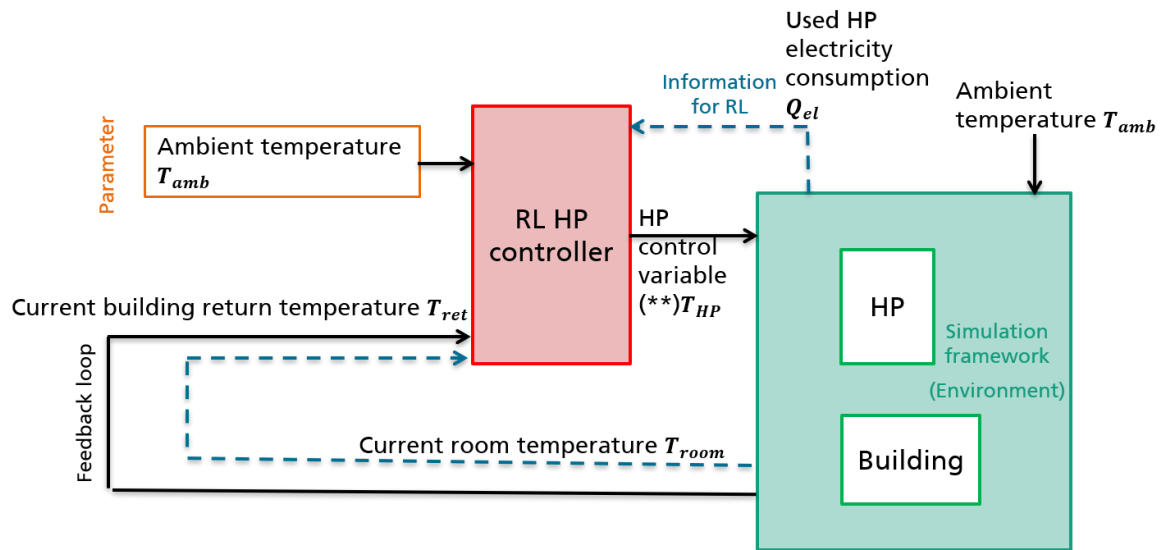 Used HP
electricity
consumption
Q_el
Information
for RL
Ambient
temperature T_amb
Parameter
Ambient temperature
T_amb
RL HP
controller
HP
control
variable
(**)T_HP
Current building return temperature T_ret
HP
Simulation
framework
(Environment)
Feedback loop
Current room temperature T_room
Building